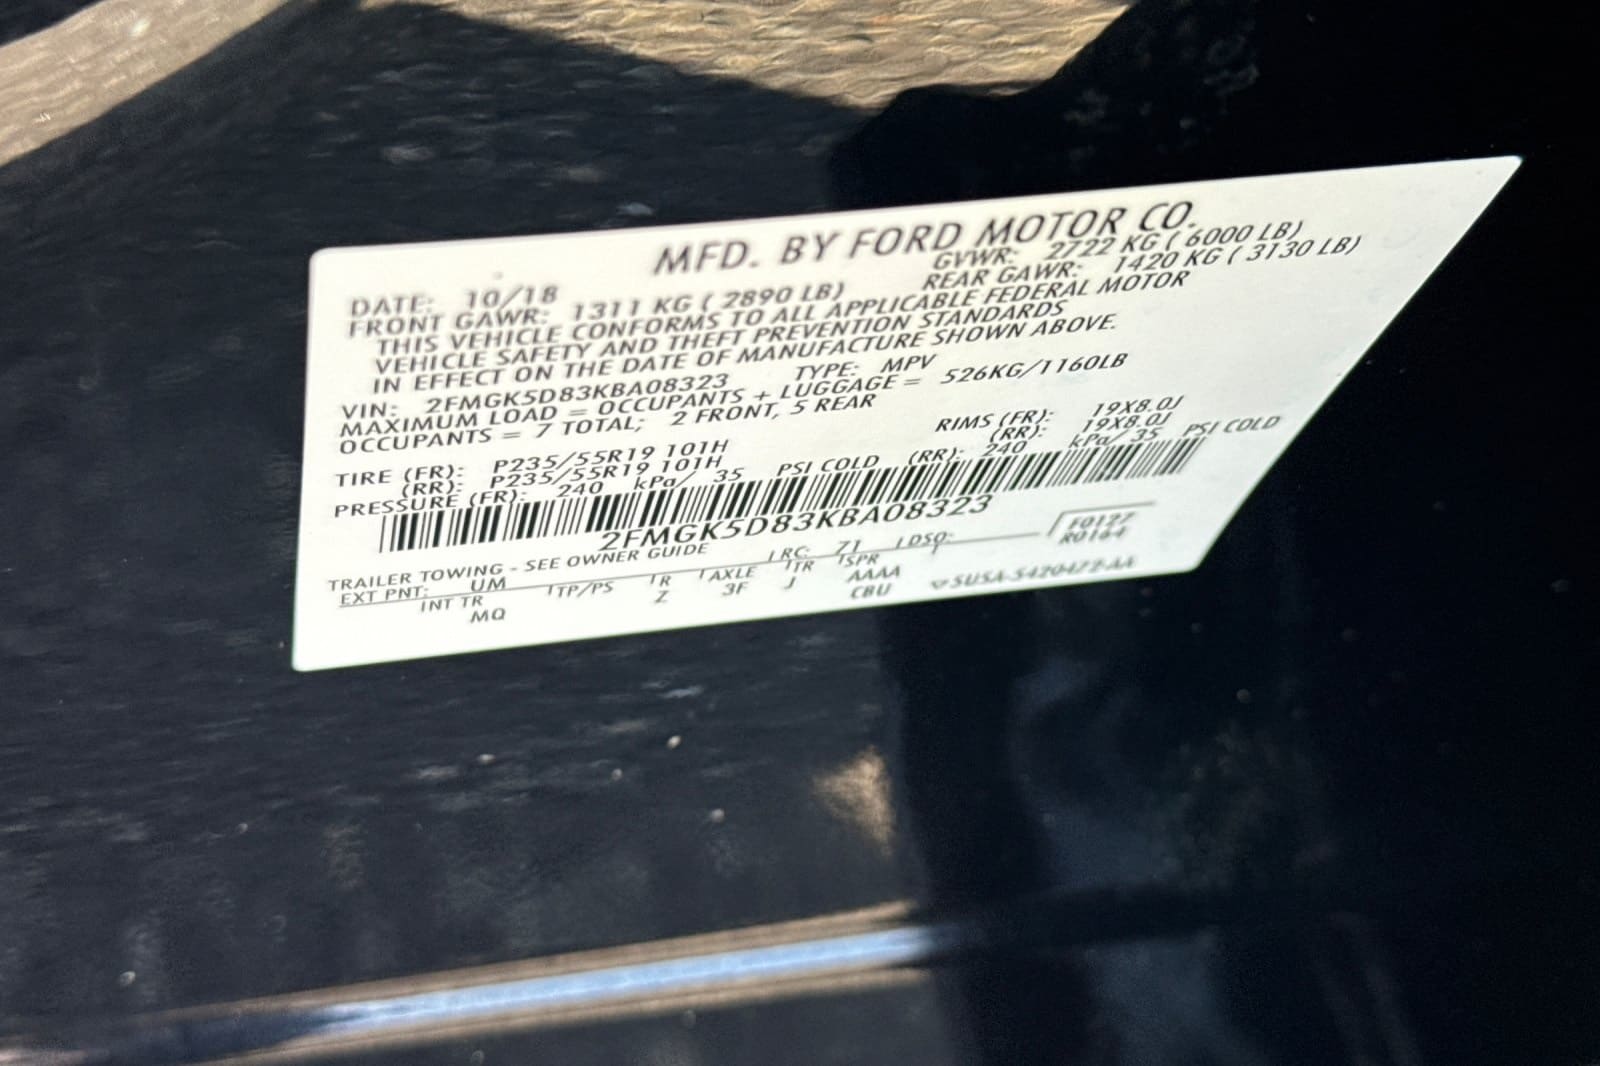 MFD. BY FORD MOTOR CO.
DATE: 10/18 GVWR: 2722 KG ( 6000 LB)
FRONT GAWR: 1311 KG ( 2890 LB) REAR GAWR: 1420 KG ( 3130 LB)
THIS VEHICLE CONFORMS TO ALL APPLICABLE FEDERAL MOTOR
VEHICLE SAFETY AND THEFT PREVENTION STANDARDS
IN EFFECT ON THE DATE OF MANUFACTURE SHOWN ABOVE.
VIN: 2FMGK5D83KBA08323 TYPE: MPV
MAXIMUM LOAD = OCCUPANTS + LUGGAGE = 526KG/1160LB
OCCUPANTS = 7 TOTAL; 2 FRONT, 5 REAR
TIRE (FR): P235/55R19 101H RIMS (FR): 19X8.0J
(RR): P235/55R19 101H (RR): 19X8.0J
PRESSURE (FR): 240 kPa/ 35 PSI COLD (RR): 240 kPa/ 35 PSI COLD
2FMGK5D83KBA08323
F0127
R0164
TRAILER TOWING - SEE OWNER GUIDE
EXT PNT: UM RC: 71 DSO:
INT TR TP/PS R AXLE TR SPR
MQ Z 3F J AAAA
CBU